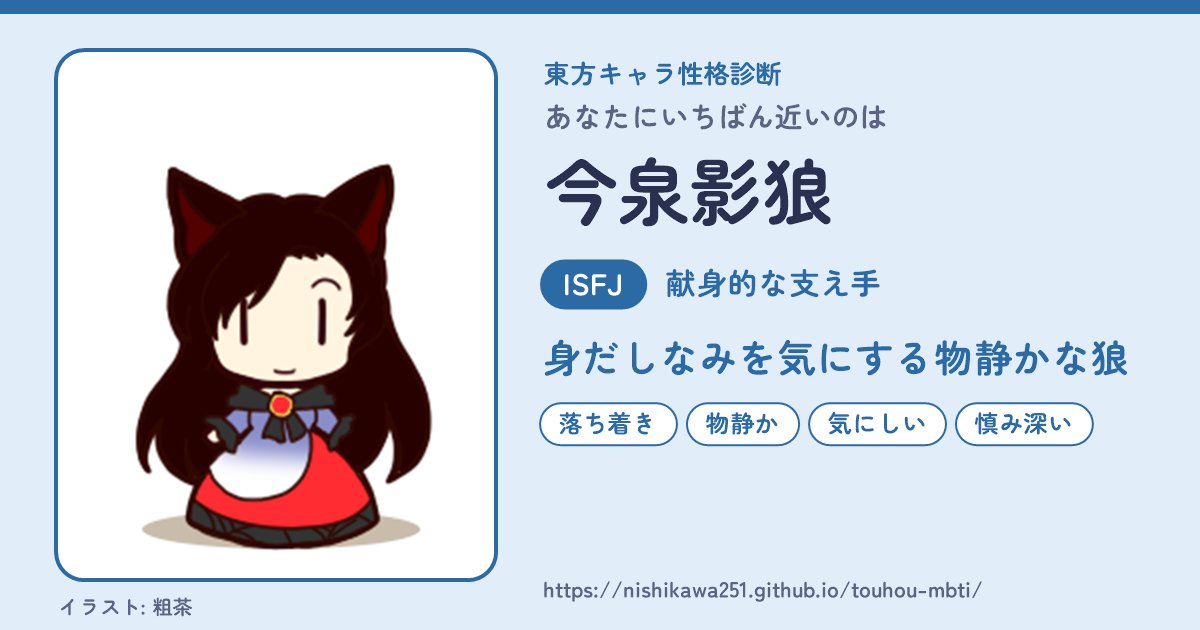 東方キャラ性格診断
あなたにいちばん近いのは
今泉影狼
ISFJ 献身的な支え手
身だしなみを気にする物静かな狼
落ち着き 物静か 気にしい 慎み深い
https://nishikawa251.github.io/touhou-mbti/
イラスト: 粗茶